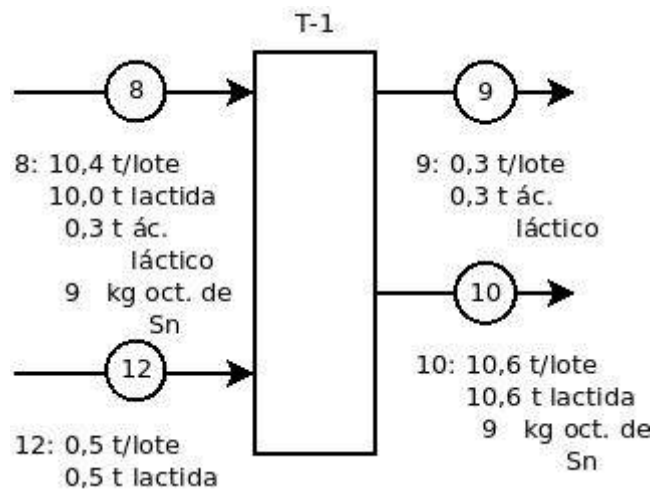 T-1
8
9
8: 10,4 t/lote
10,0 t lactida
0,3 t ác.
láctico
9 kg oct. de
Sn
9: 0,3 t/lote
0,3 t ác.
láctico
10
12
10: 10,6 t/lote
10,6 t lactida
9 kg oct. de
Sn
12: 0,5 t/lote
0,5 t lactida